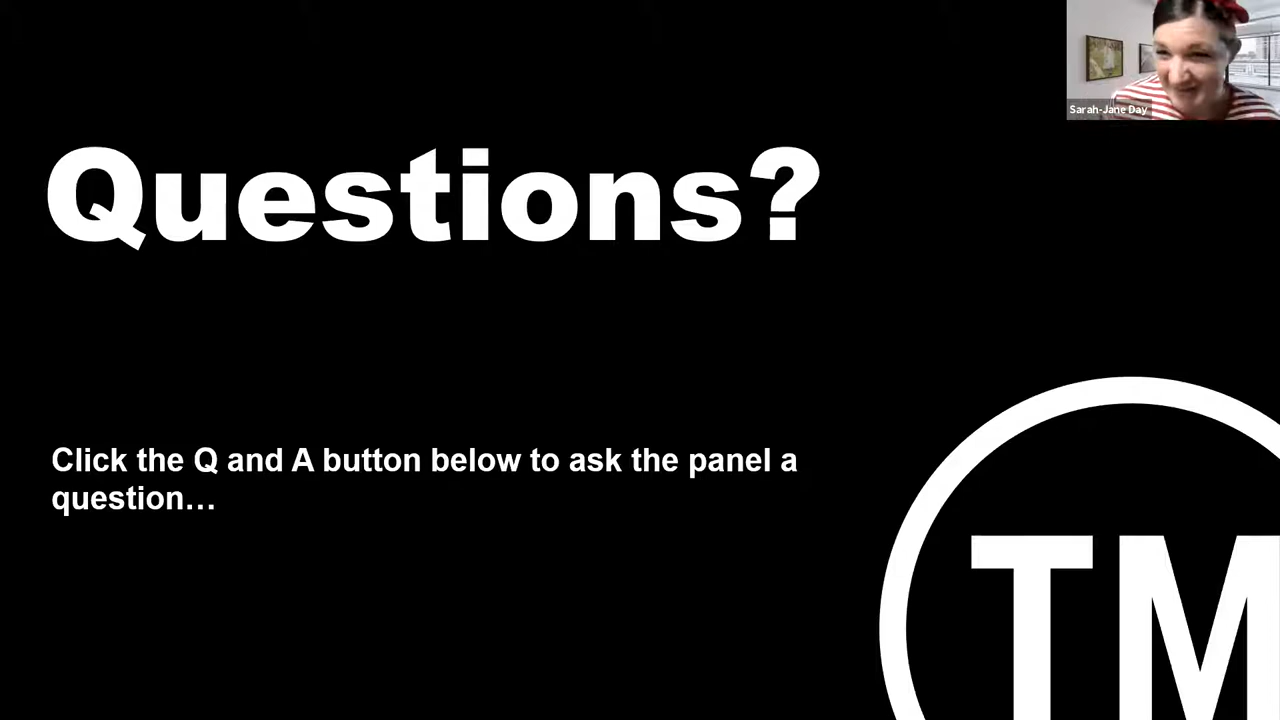 Sarah-Jane Day
Questions?
Click the Q and A button below to ask the panel a
question…
TM